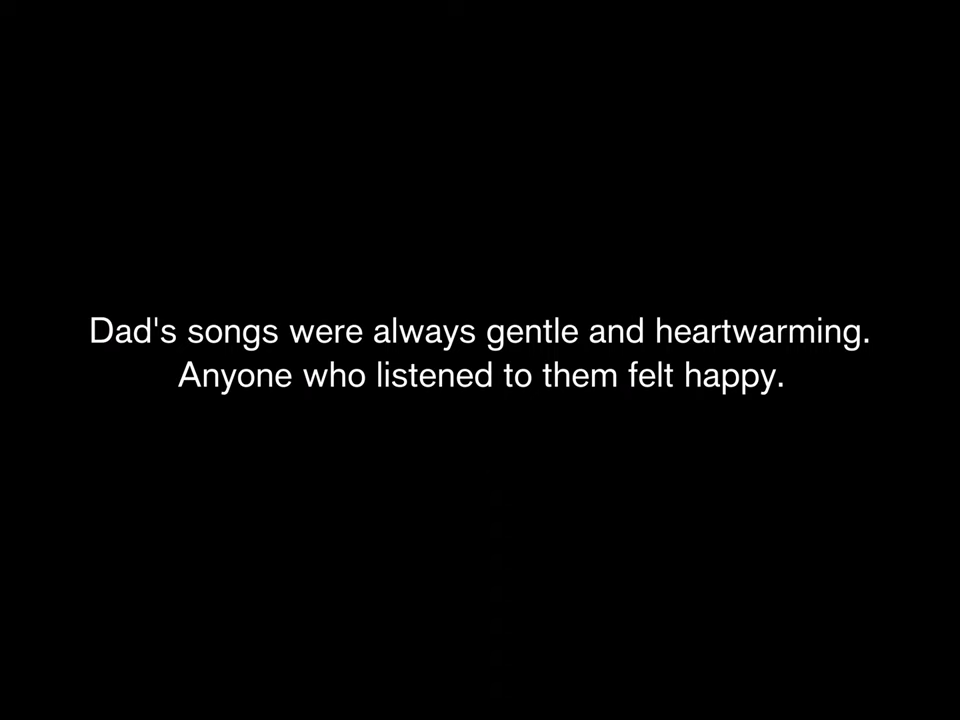 Dad's songs were always gentle and heartwarming.
Anyone who listened to them felt happy.